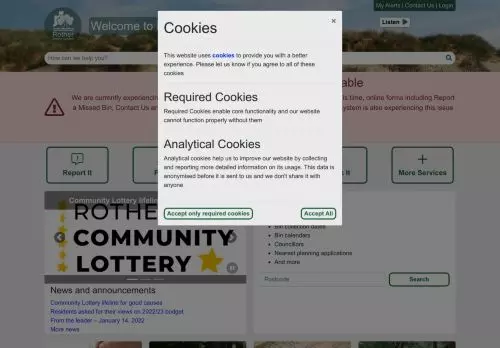 My Alerts | Contact Us | Login
Rother
Welcome to
Listen
How can we help you?
Cookies
×
This website uses cookies to provide you with a better
experience. Please let us know if you agree to all of these
cookies
Required Cookies
Required Cookies enable core functionality and our website
cannot function properly without them
Analytical Cookies
Analytical cookies help us to improve our website by collecting
and reporting more detailed information on its usage. This data is
anonymised before it is sent to us and we don't share it with
anyone
Accept only required cookies
Accept All
We are currently experiencin
a Missed Bin, Contact Us an
able
is time, online forms including Report
ystem is also experiencing this issue
Report It
It
More Services
Community Lottery lifeline
ROTHE
COMMUNITY
LOTTERY
News and announcements
Community Lottery lifeline for good causes
Residents asked for their views on 2022/23 budget
From the leader – January 14, 2022
More news
Bin collection dates
Bin calendars
Councillors
Nearest planning applications
And more
Postcode
Search